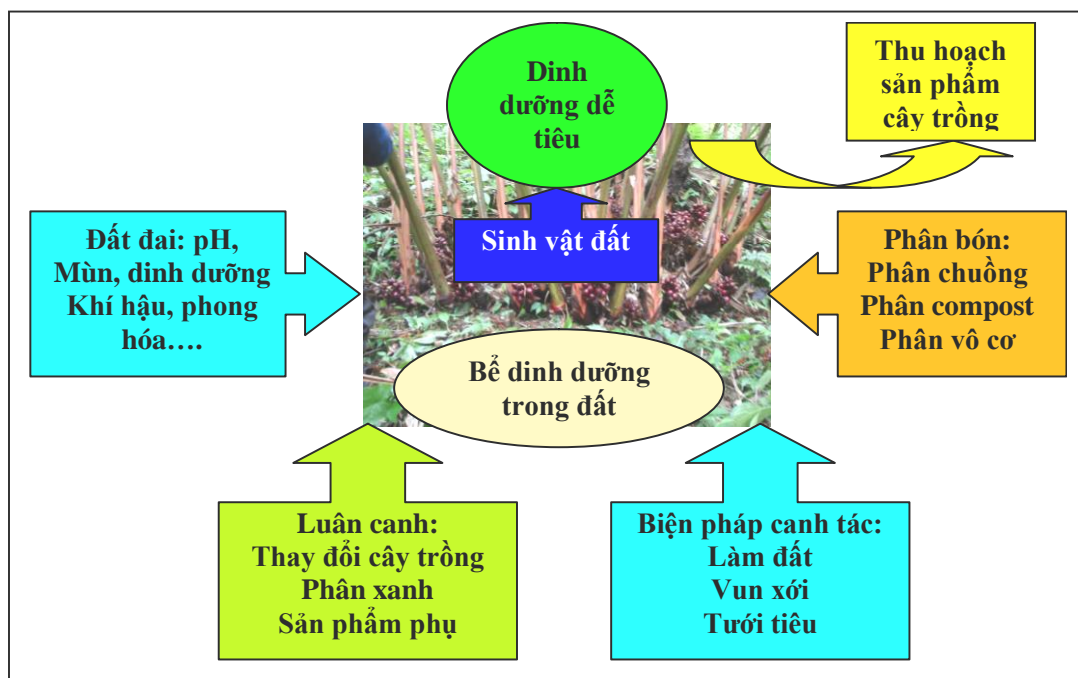 Dinh
dưỡng dễ
tiêu
Thu hoạch
sản phẩm
cây trồng
Đất đai: pH,
Mùn, dinh dưỡng
Khí hậu, phong
hóa….
Sinh vật đất
Phân bón:
Phân chuồng
Phân compost
Phân vô cơ
Bể dinh dưỡng
trong đất
Luân canh:
Thay đổi cây trồng
Phân xanh
Sản phẩm phụ
Biện pháp canh tác:
Làm đất
Vun xới
Tưới tiêu